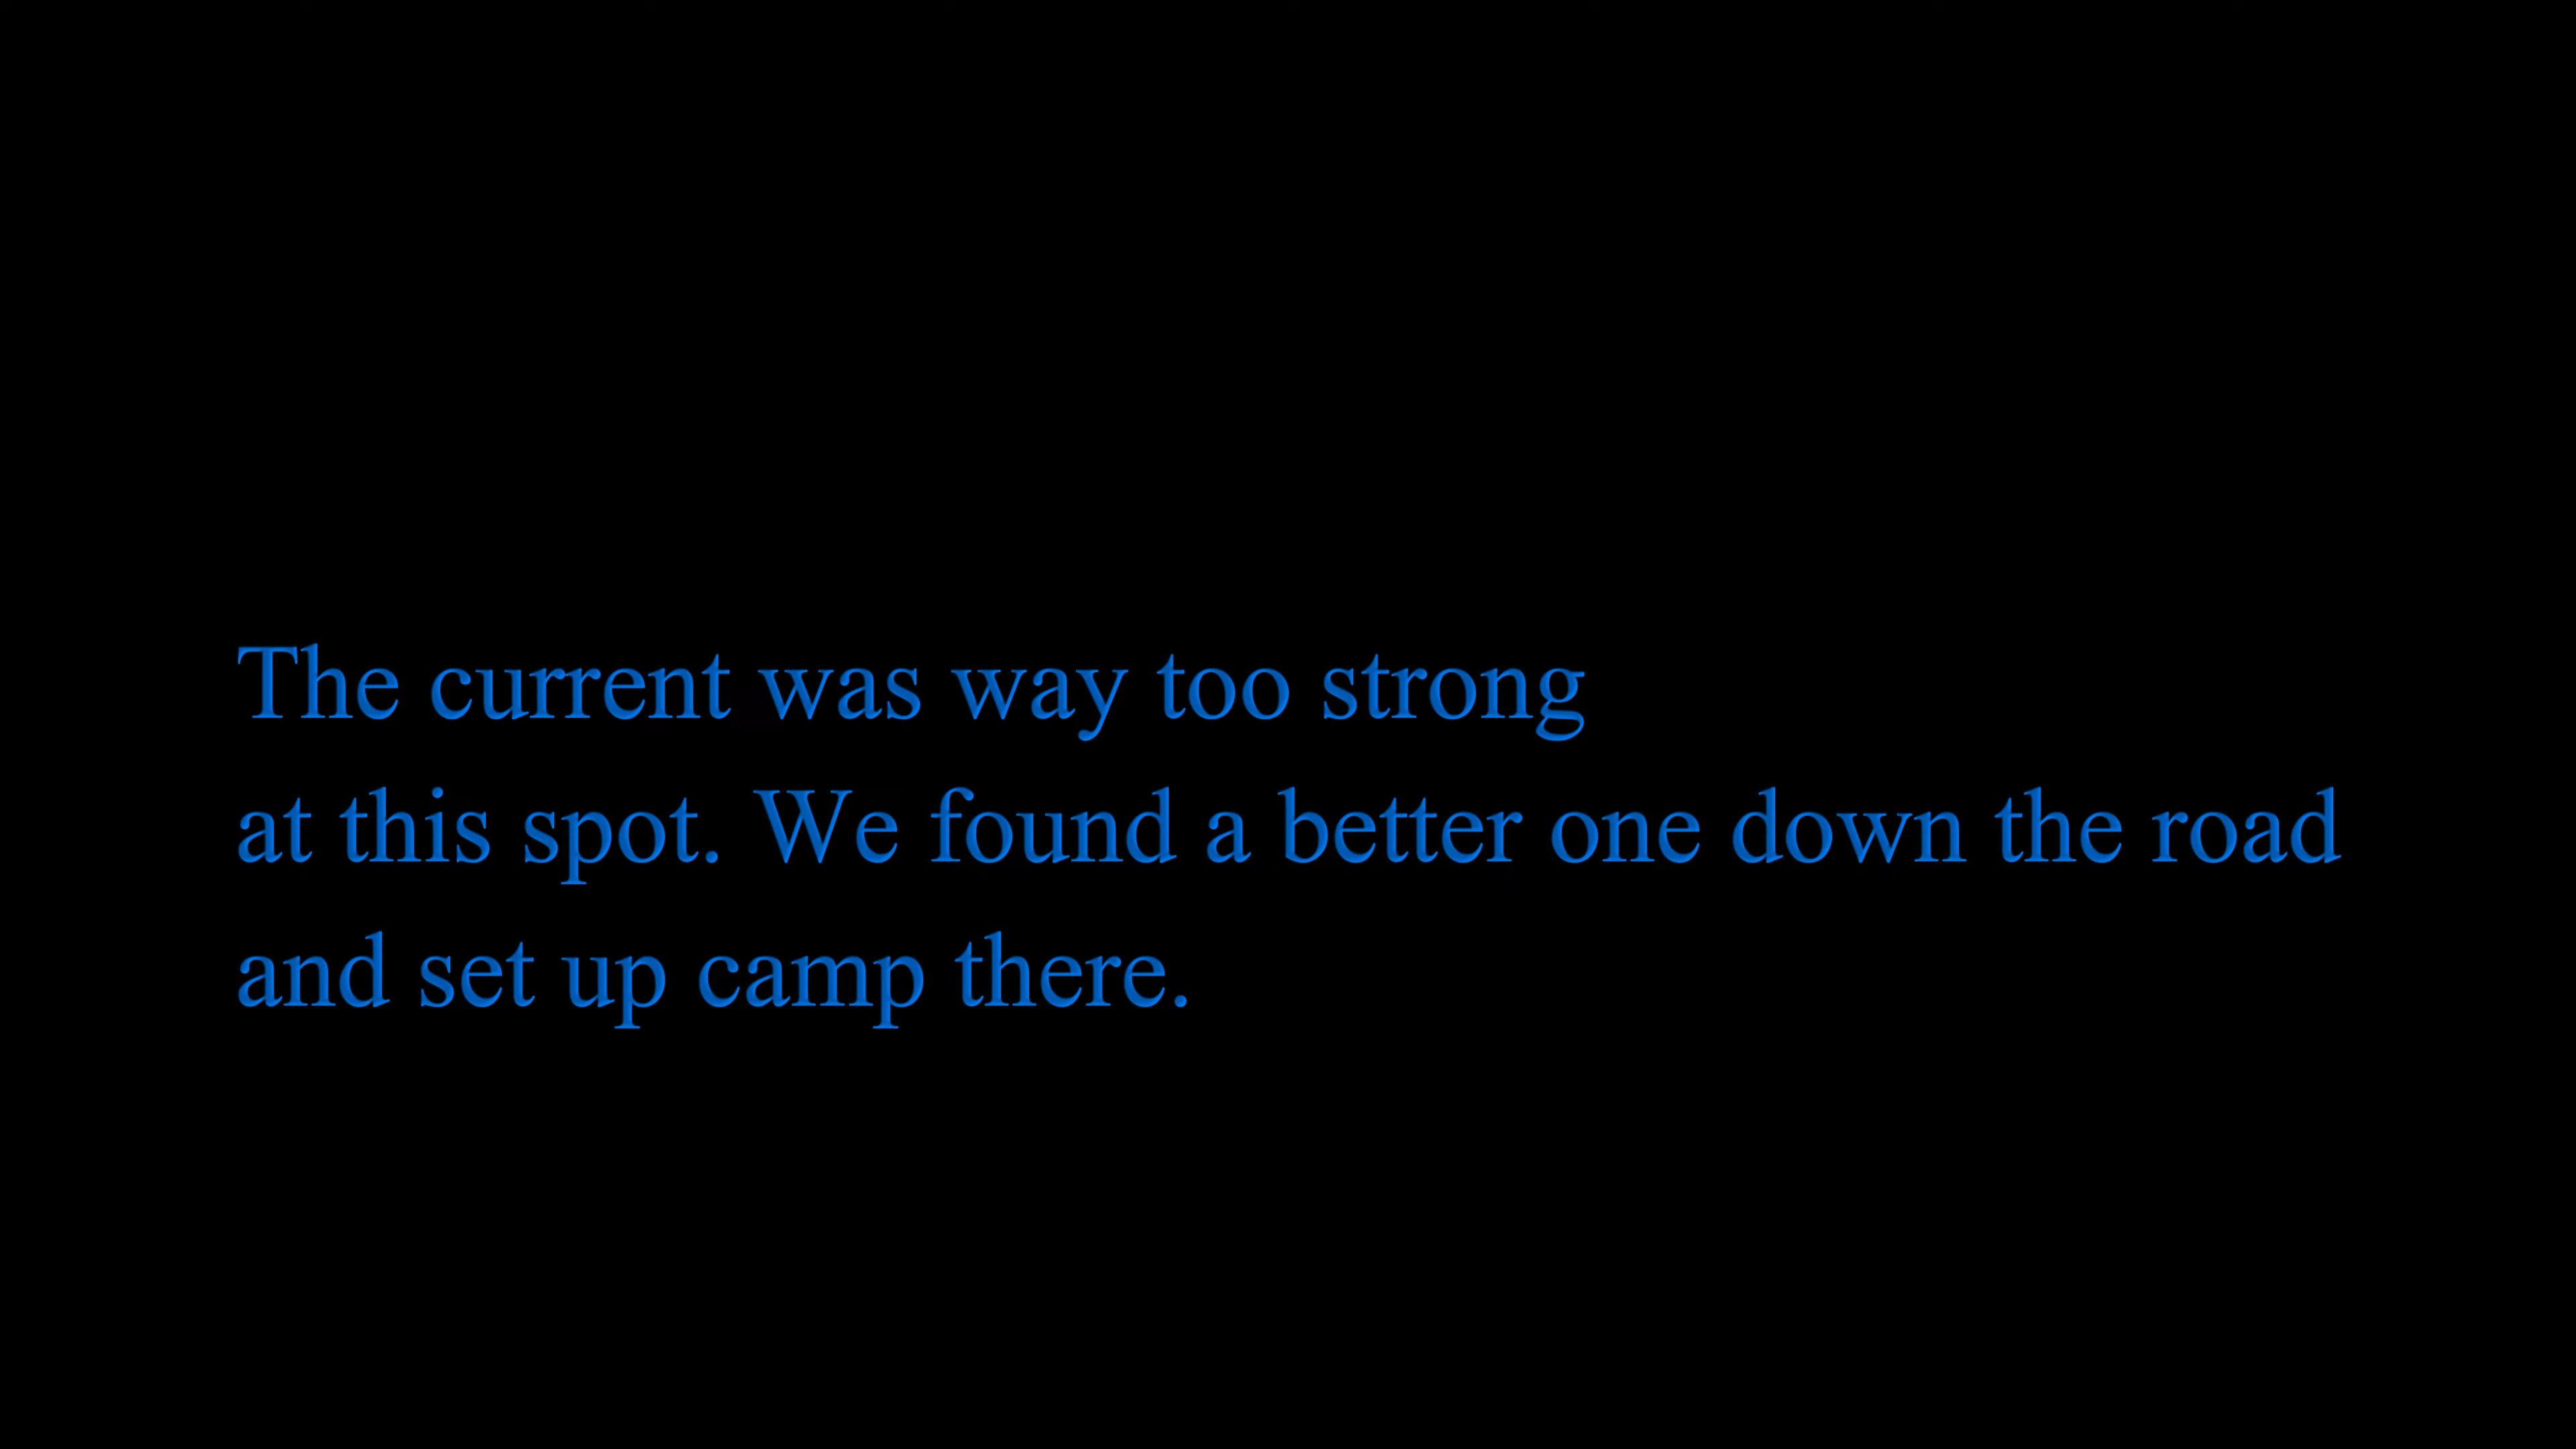 The current was way too strong
at this spot. We found a better one down the road
and set up camp there.